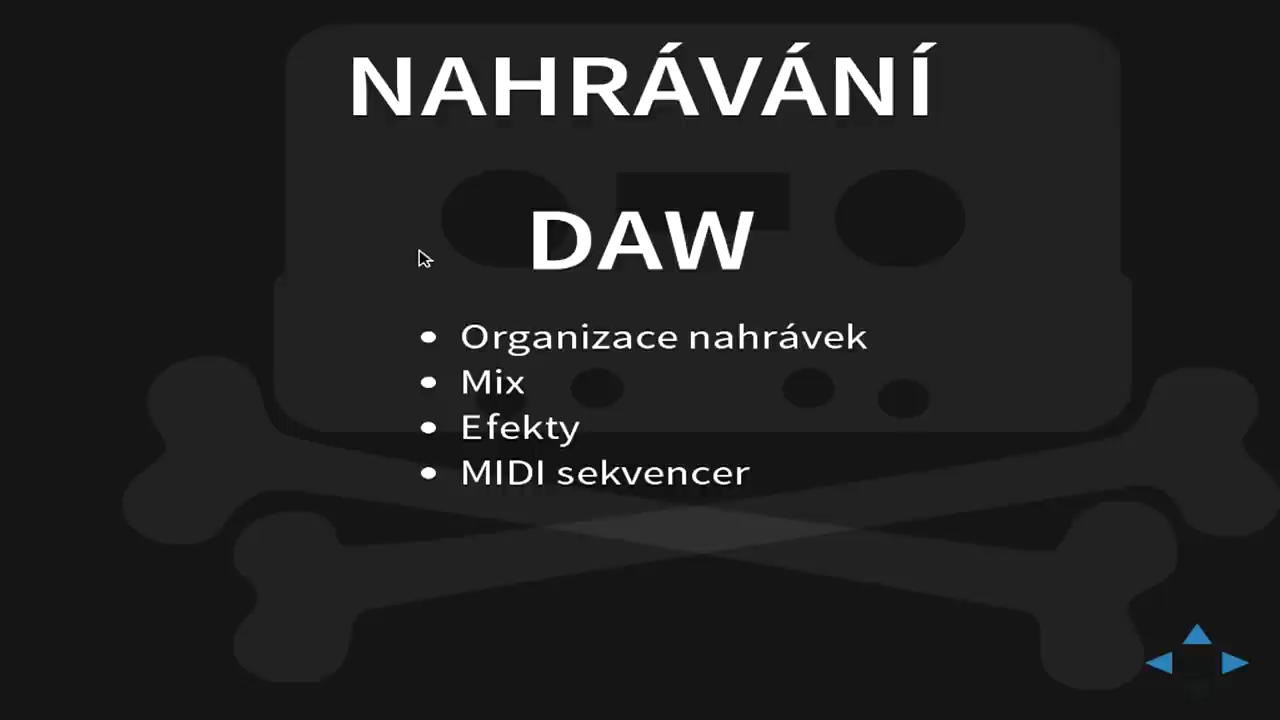 NAHRÁVÁNÍ
DAW
• Organizace nahrávek
• Mix
• Efekty
• MIDI sekvencer